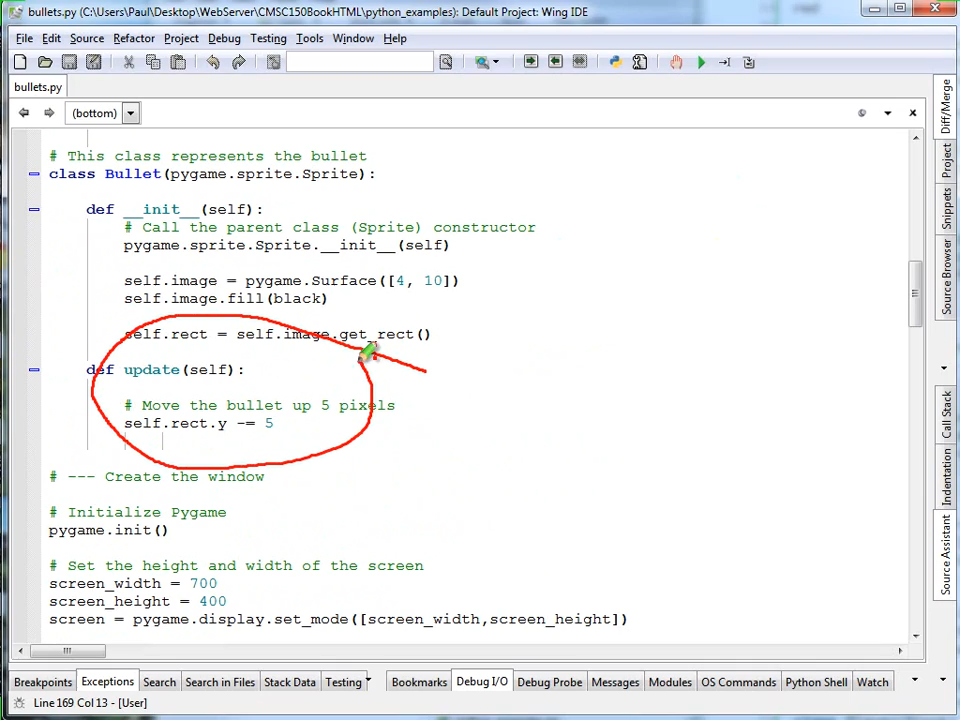 bullets.py (C:\Users\Paul\Desktop\WebServer\CMSC150BookHTML\python_examples): Default Project: Wing IDE
File Edit Source Refactor Project Debug Testing Tools Window Help
bullets.py
(bottom)
# This class represents the bullet
class Bullet(pygame.sprite.Sprite):
def __init__(self):
# Call the parent class (Sprite) constructor
pygame.sprite.Sprite.__init__(self)
self.image = pygame.Surface([4, 10])
self.image.fill(black)
self.rect = self.image.get_rect()
def update(self):
# Move the bullet up 5 pixels
self.rect.y -= 5
# --- Create the window
# Initialize Pygame
pygame.init()
# Set the height and width of the screen
screen_width = 700
screen_height = 400
screen = pygame.display.set_mode([screen_width,screen_height])
Diff/Merge
Project
Snippets
Source Browser
Call Stack
Indentation
Source Assistant
Breakpoints Exceptions Search Search in Files Stack Data Testing Bookmarks Debug I/O Debug Probe Messages Modules OS Commands Python Shell Watch
Line 169 Col 13 - [User]